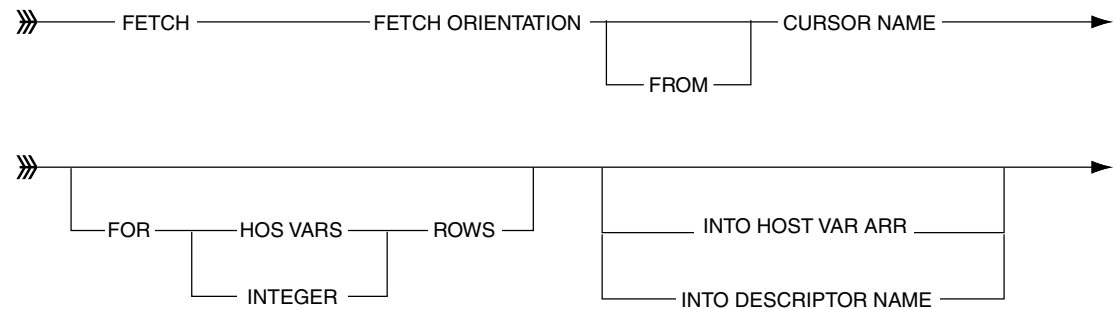 FETCH FETCH ORIENTATION CURSOR NAME
FROM
FOR HOS VARS ROWS INTO HOST VAR ARR
INTEGER INTO DESCRIPTOR NAME